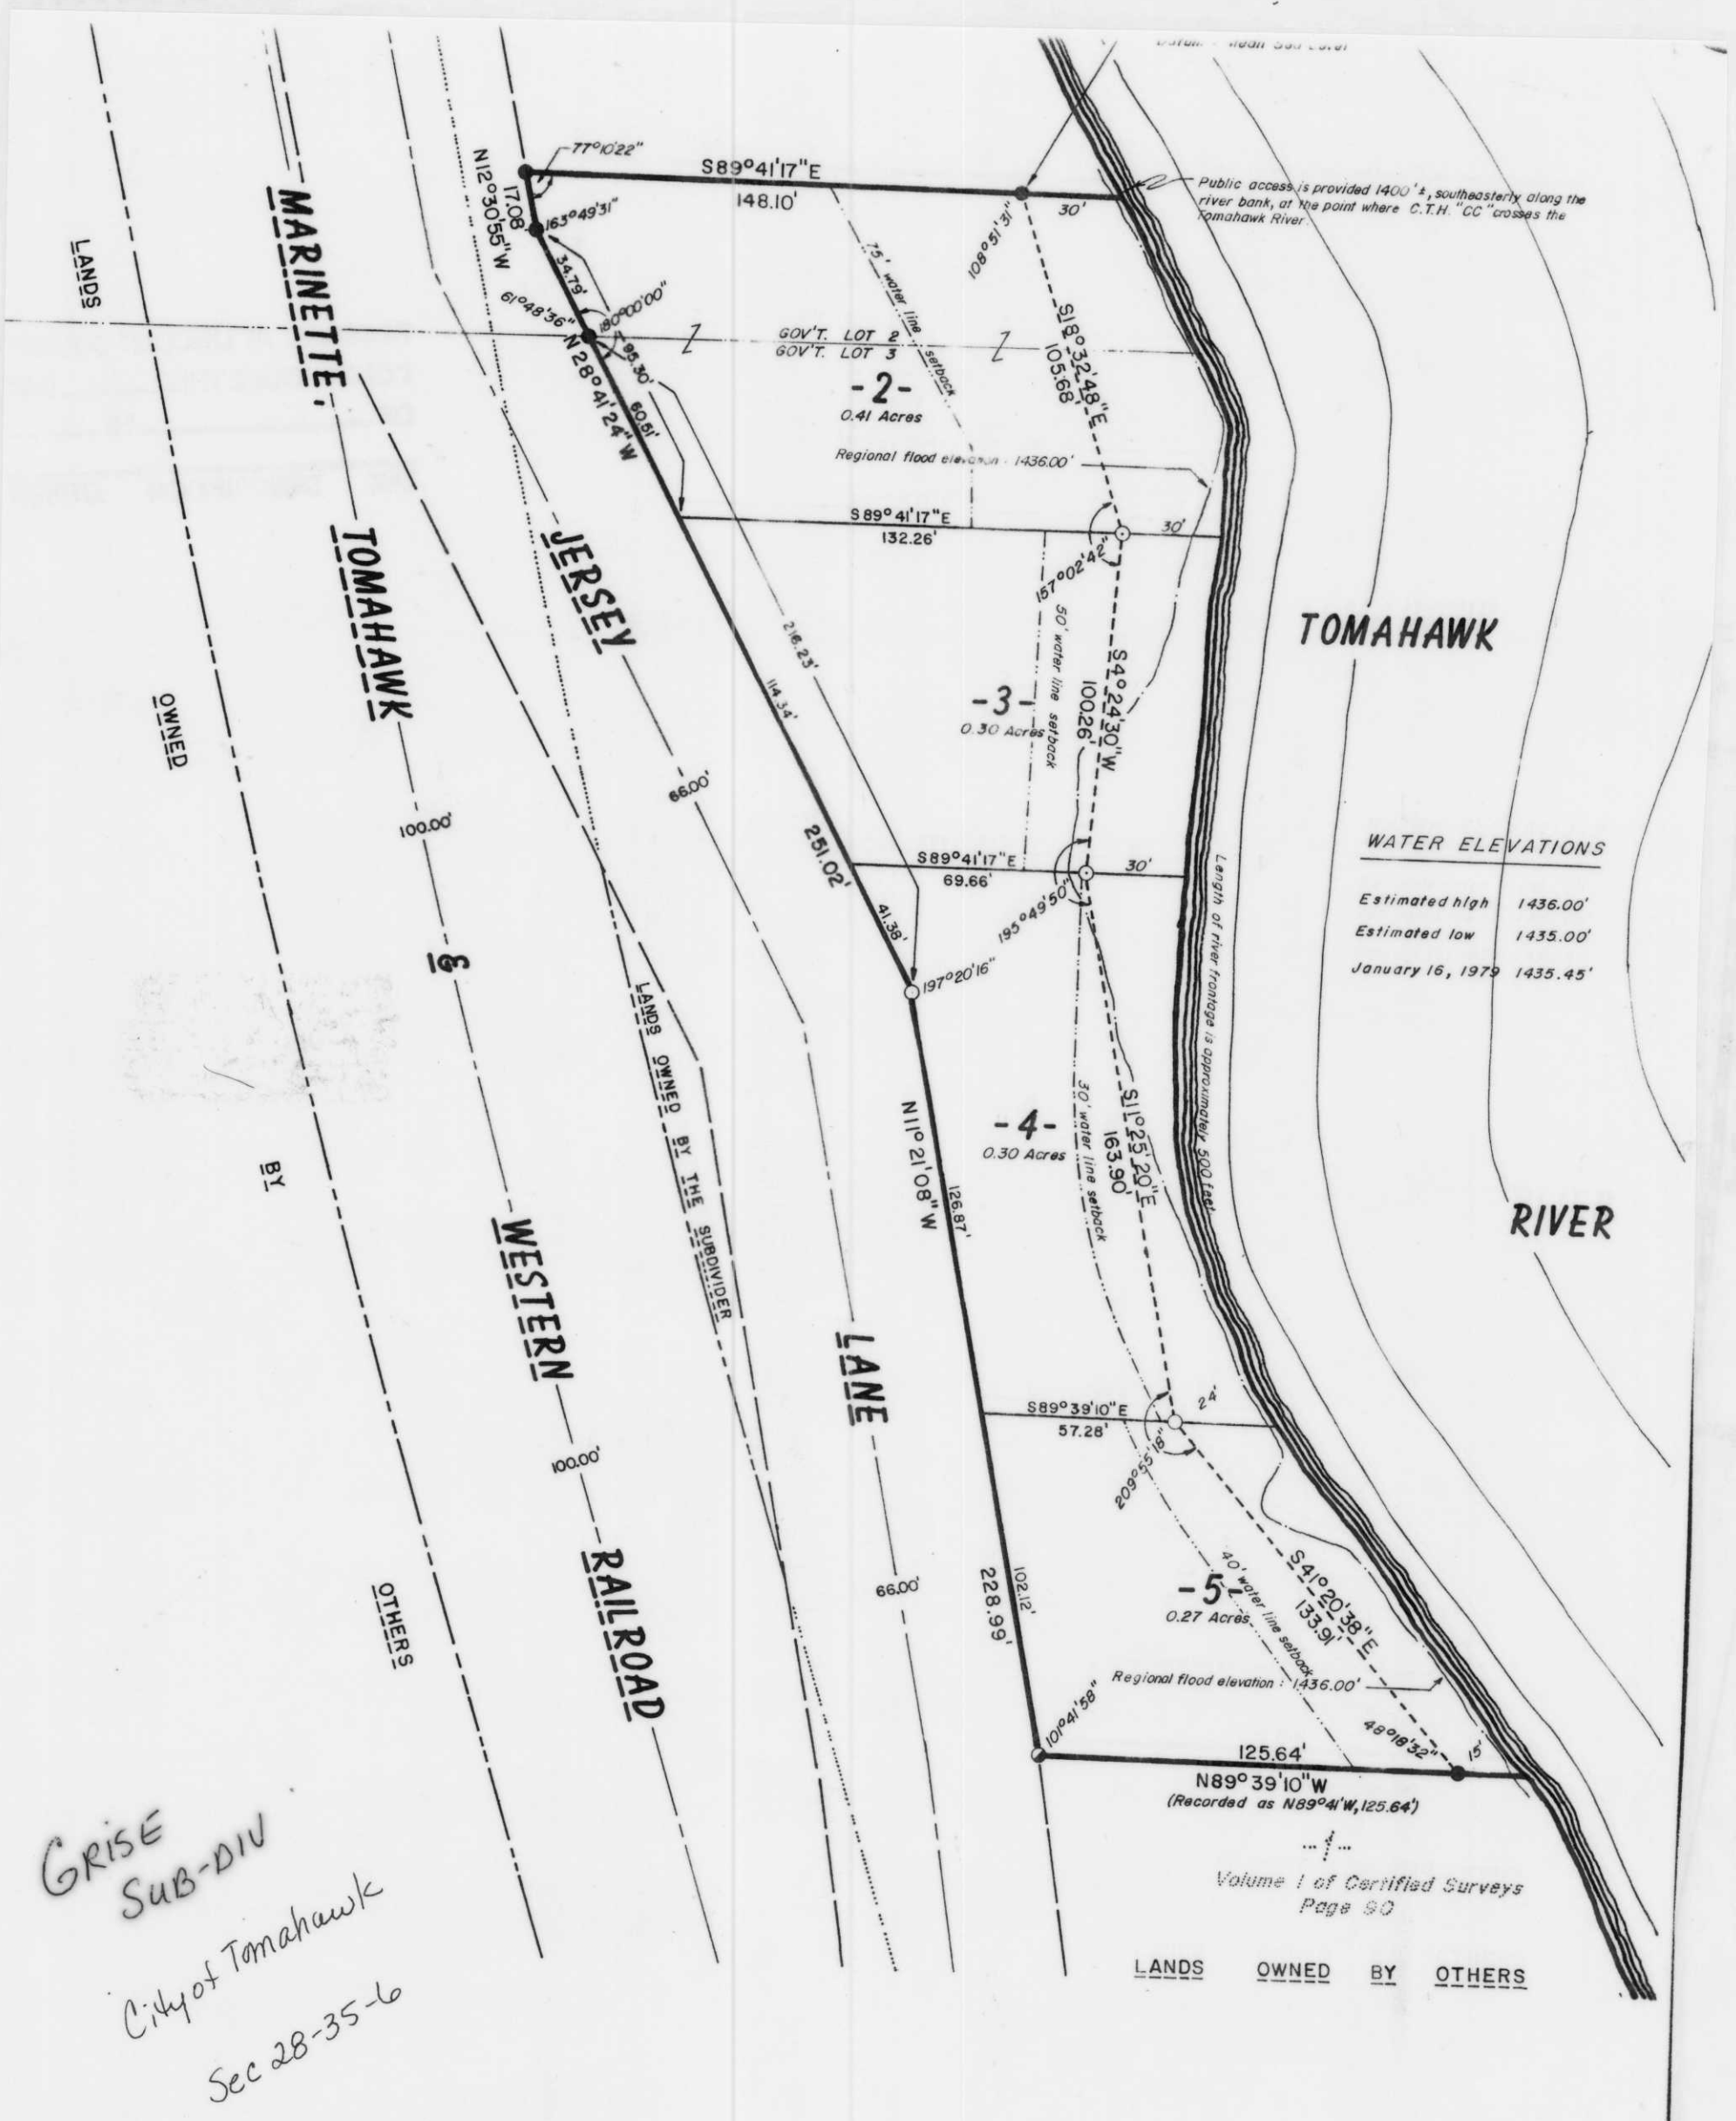 77°10'22"
S89°41'17"E
148.10'
30'
Public access is provided 1400'±, southeasterly along the
river bank, at the point where C.T.H. "CC" crosses the
Tomahawk River.
N12°30'55"W
17.08
163°49'31"
108°51'31"
34.79'
61°48'36"
180°00'00"
95.30'
N28°41'24"W
60.51'
75' water line setback
S18°32'48"E
105.68'
GOV'T. LOT 2
GOV'T. LOT 3
-2-
0.41 Acres
Regional flood elevation : 1436.00'
S89°41'17"E
132.26'
30'
157°02'42"
50' water line setback
216.23'
114.34'
251.02'
-3-
0.30 Acres
S4°24'30"W
100.26'
S89°41'17"E
69.66'
30'
195°49'50"
41.38'
197°20'16"
Length of river frontage is approximately 500 feet
TOMAHAWK
RIVER
WATER ELEVATIONS
Estimated high 1436.00'
Estimated low 1435.00'
January 16, 1979 1435.45'
-4-
0.30 Acres
30' water line setback
S11°25'20"E
163.90'
N11°21'08"W
126.87'
S89°39'10"E
57.28'
24'
209°55'18"
-5-
0.27 Acres
40' water line setback
S41°20'38"E
133.91'
102.12'
228.99'
Regional flood elevation : 1436.00'
101°41'58"
48°18'32"
15'
125.64'
N89°39'10"W
(Recorded as N89°41'W, 125.64')
--1--
Volume 1 of Certified Surveys
Page 90
LANDS OWNED BY OTHERS
LANDS OWNED BY OTHERS
MARINETTE, TOMAHAWK & WESTERN RAILROAD
100.00'
100.00'
JERSEY LANE
66.00'
66.00'
LANDS OWNED BY THE SUBDIVIDER
GRISE
SUB-DIV
City of Tomahawk
Sec 28-35-6